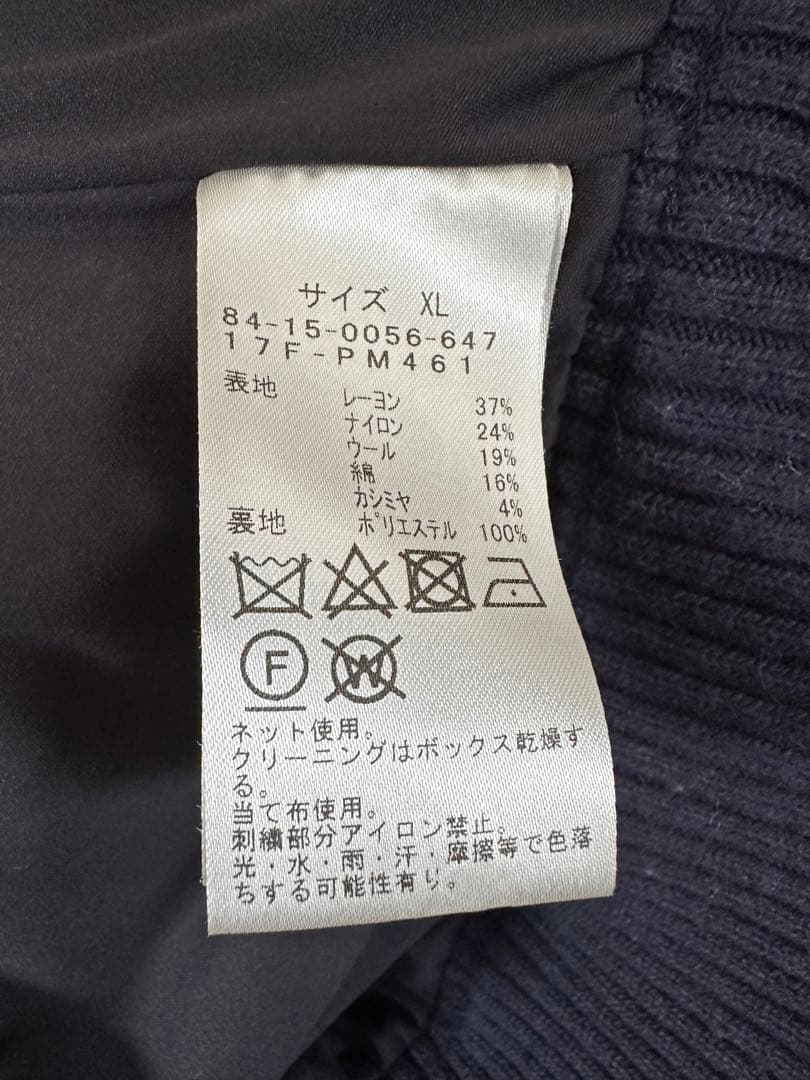 サイズ XL
84-15-0056-647
17F-PM461
表地 レーヨン 37%
ナイロン 24%
ウール 19%
綿 16%
カシミヤ 4%
裏地 ポリエステル 100%
F W
ネット使用。
クリーニングはボックス乾燥す
る。
当て布使用。
刺繍部分アイロン禁止。
光・水・雨・汗・摩擦等で色落
ちする可能性有り。